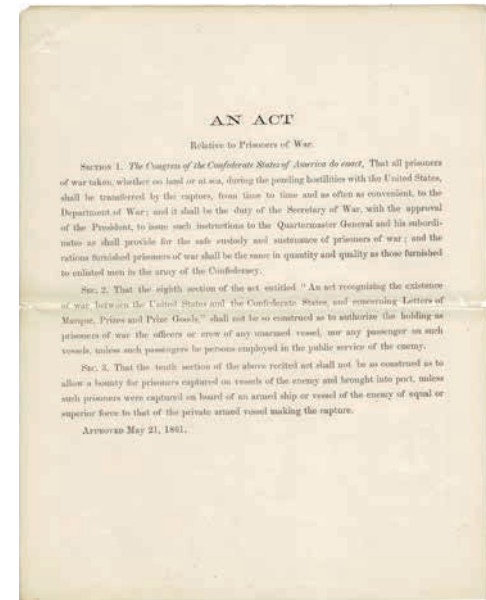 AN ACT
Relative to Prisoners of War.
SECTION 1. The Congress of the Confederate States of America do enact, That all prisoners
of war taken, whether on land or at sea, during the pending hostilities with the United States,
shall be transferred by the captors, from time to time and as often as convenient, to the
Department of War; and it shall be the duty of the Secretary of War, with the approval
of the President, to issue such instructions to the Quartermaster General and his subordi-
nates as shall provide for the safe custody and sustenance of prisoners of war; and the
rations furnished prisoners of war shall be the same in quantity and quality as those furnished
to enlisted men in the army of the Confederacy.
SEC. 2. That the eighth section of the act entitled "An act recognizing the existence
of war between the United States and the Confederate States, and concerning Letters of
Marque, Prizes and Prize Goods," shall not be so construed as to authorize the holding as
prisoners of war the officers or crew of any unarmed vessel, nor any passenger on such
vessels, unless such passengers be persons employed in the public service of the enemy.
SEC. 3. That the tenth section of the above recited act shall not be so construed as to
allow a bounty for prisoners captured on vessels of the enemy and brought into port, unless
such prisoners were captured on board of an armed ship or vessel of the enemy of equal or
superior force to that of the private armed vessel making the capture.
APPROVED May 21, 1861.